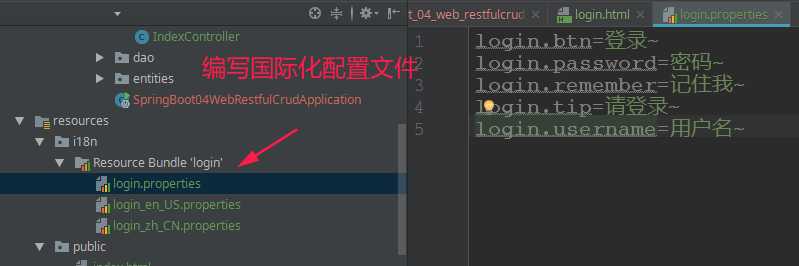 IndexController
dao
entities
SpringBoot04WebRestfulCrudApplication
resources
i18n
Resource Bundle 'login'
login.properties
login_en_US.properties
login_zh_CN.properties
public
index.html
编写国际化配置文件
t_04_web_restfulcrud
login.html
login.properties
1 login.btn=登录~
2 login.password=密码~
3 login.remember=记住我~
4 login.tip=请登录~
5 login.username=用户名~